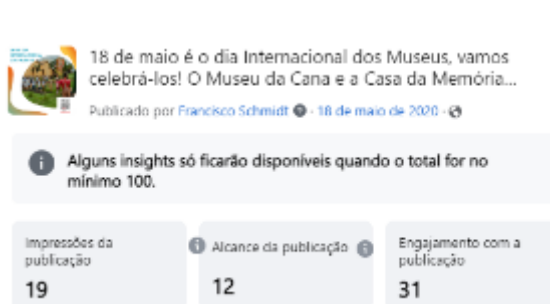 18 de maio é o dia Internacional dos Museus, vamos
celebrá-los! O Museu da Cana e a Casa da Memória...
Publicado por Francisco Schmidt · 18 de maio de 2020 ·
Alguns insights só ficarão disponíveis quando o total for no
mínimo 100.
Impressões da
publicação
19
Alcance da publicação
12
Engajamento com a
publicação
31